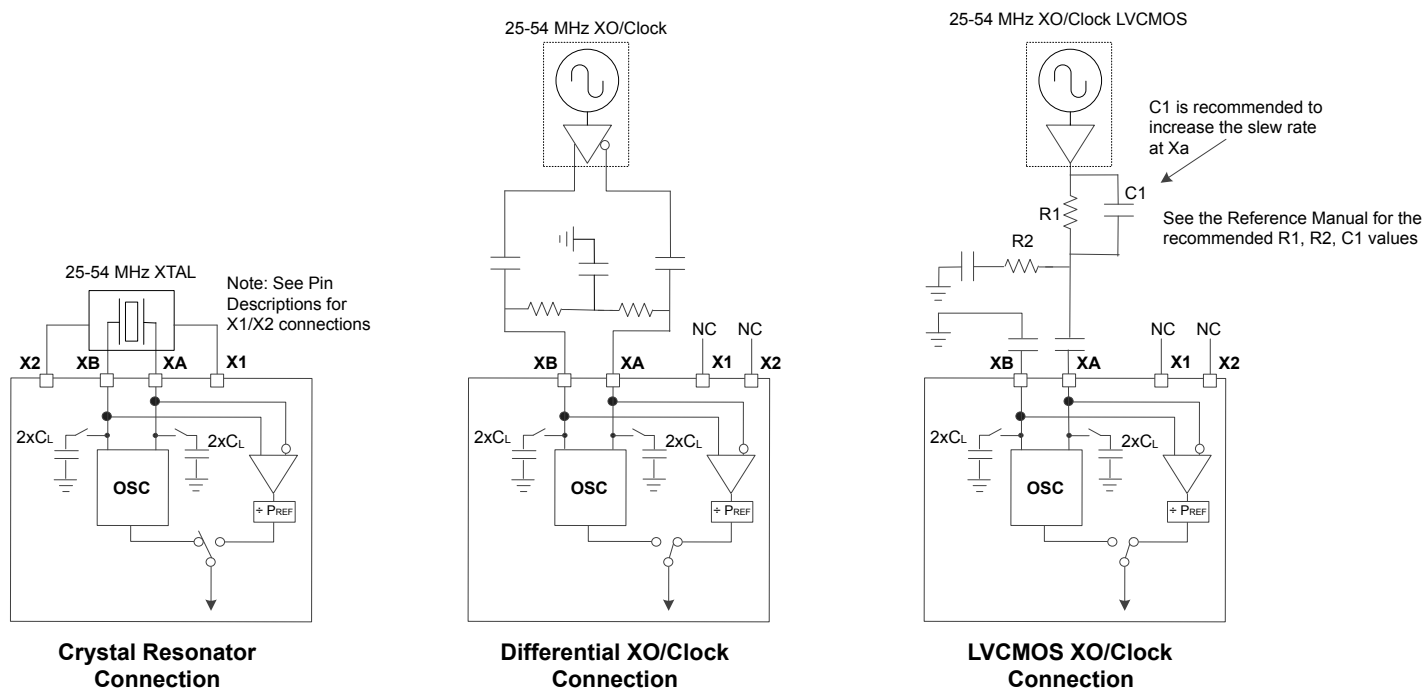 25-54 MHz XTAL
Note: See Pin
Descriptions for
X1/X2 connections
X2
XB
XA
X1
2xCL
2xCL
OSC
÷ PREF
Crystal Resonator
Connection
25-54 MHz XO/Clock
NC
NC
XB
XA
X1
X2
2xCL
2xCL
OSC
÷ PREF
Differential XO/Clock
Connection
25-54 MHz XO/Clock LVCMOS
C1 is recommended to
increase the slew rate
at Xa
C1
R1
See the Reference Manual for the
recommended R1, R2, C1 values
R2
NC
NC
XB
XA
X1
X2
2xCL
2xCL
OSC
÷ PREF
LVCMOS XO/Clock
Connection